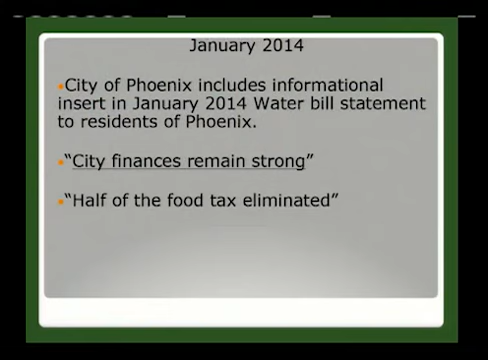 January 2014
City of Phoenix includes informational
insert in January 2014 Water bill statement
to residents of Phoenix.
“City finances remain strong”
“Half of the food tax eliminated”